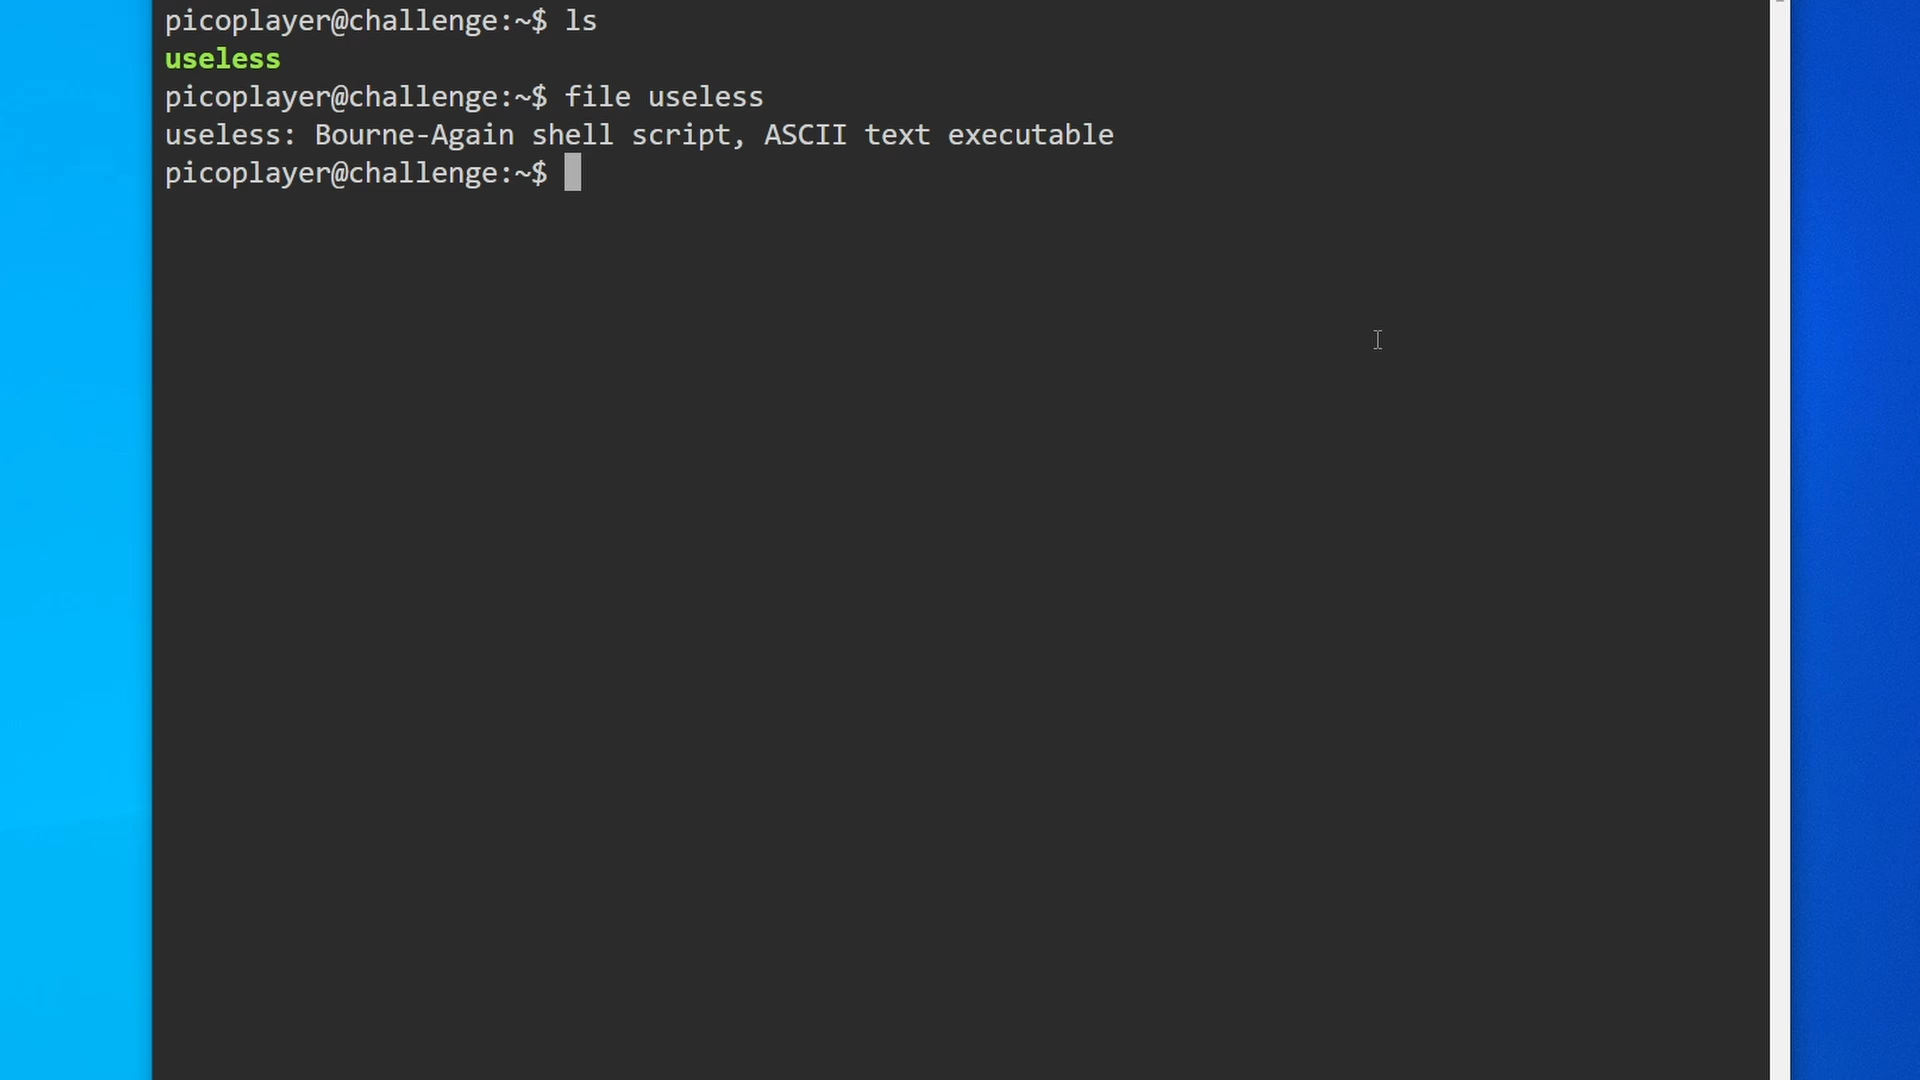 picoplayer@challenge:~$ ls
useless
picoplayer@challenge:~$ file useless
useless: Bourne-Again shell script, ASCII text executable
picoplayer@challenge:~$